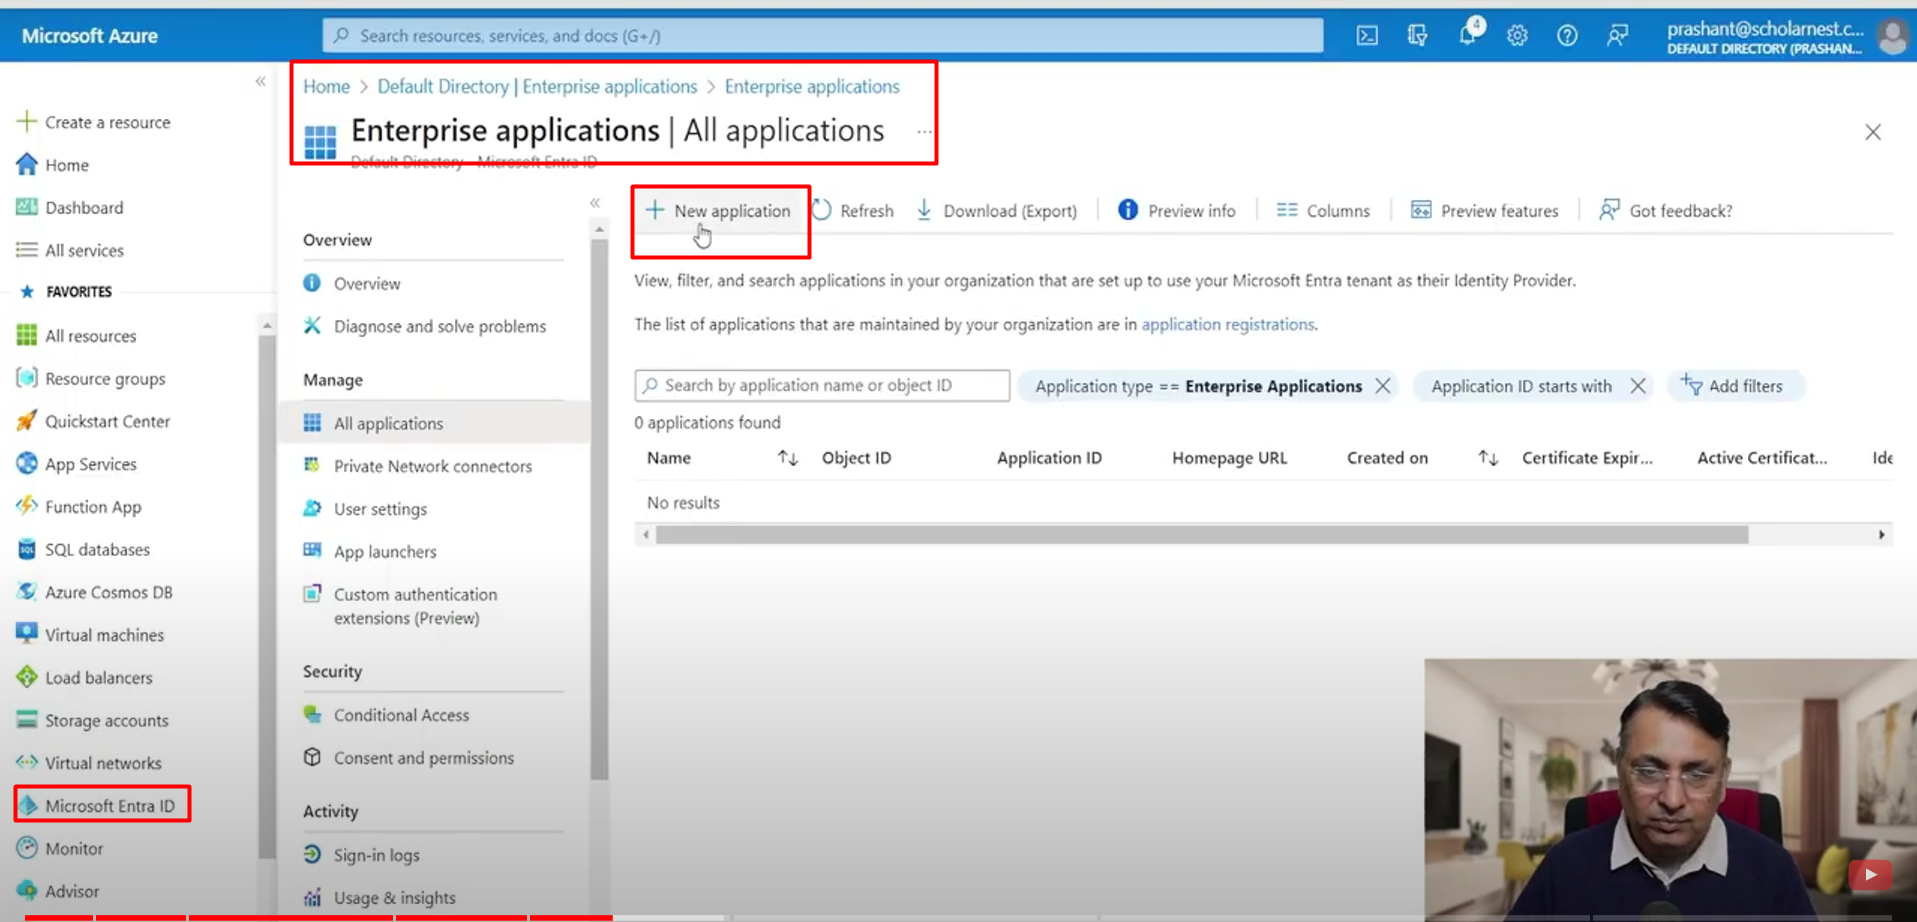 Microsoft Azure
Search resources, services, and docs (G+/)
4
prashant@scholarnest.c...
DEFAULT DIRECTORY (PRASHAN...
Create a resource
Home
Dashboard
All services
FAVORITES
All resources
Resource groups
Quickstart Center
App Services
Function App
SQL databases
Azure Cosmos DB
Virtual machines
Load balancers
Storage accounts
Virtual networks
Microsoft Entra ID
Monitor
Advisor
Home > Default Directory | Enterprise applications > Enterprise applications
Enterprise applications | All applications ...
Default Directory - Microsoft Entra ID
Overview
Overview
Diagnose and solve problems
Manage
All applications
Private Network connectors
User settings
App launchers
Custom authentication
extensions (Preview)
Security
Conditional Access
Consent and permissions
Activity
Sign-in logs
Usage & insights
New application Refresh Download (Export) Preview info Columns Preview features Got feedback?
View, filter, and search applications in your organization that are set up to use your Microsoft Entra tenant as their Identity Provider.
The list of applications that are maintained by your organization are in application registrations.
Search by application name or object ID Application type == Enterprise Applications Application ID starts with Add filters
0 applications found
Name Object ID Application ID Homepage URL Created on Certificate Expir... Active Certificat... Ide
No results